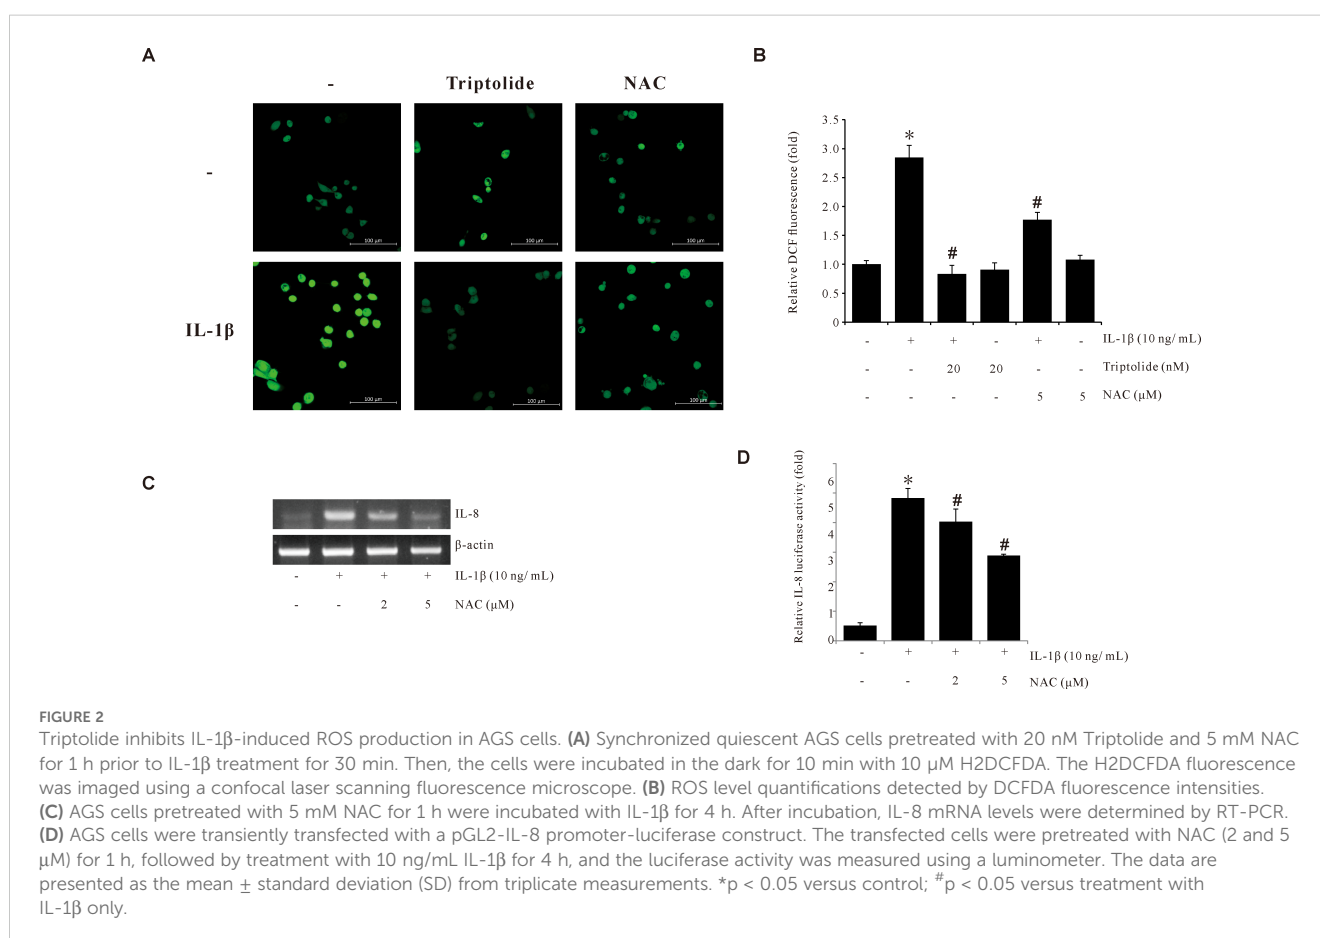 A
- Triptolide NAC
-
100 µm 100 µm 100 µm
IL-1β
100 µm 100 µm 100 µm
B
Relative DCF fluorescence (fold)
3.5
3.0
2.5
2.0
1.5
1.0
0.5
0
* # #
- + + - + - IL-1β (10 ng/ mL)
- - 20 20 - - Triptolide (nM)
- - - - 5 5 NAC (µM)
C
IL-8
β-actin
- + + + IL-1β (10 ng/ mL)
- - 2 5 NAC (µM)
D
Relative IL-8 luciferase activity (fold)
6
5
4
3
2
1
0
* # #
- + + + IL-1β (10 ng/ mL)
- - 2 5 NAC (µM)
FIGURE 2
Triptolide inhibits IL-1β-induced ROS production in AGS cells. (A) Synchronized quiescent AGS cells pretreated with 20 nM Triptolide and 5 mM NAC
for 1 h prior to IL-1β treatment for 30 min. Then, the cells were incubated in the dark for 10 min with 10 µM H2DCFDA. The H2DCFDA fluorescence
was imaged using a confocal laser scanning fluorescence microscope. (B) ROS level quantifications detected by DCFDA fluorescence intensities.
(C) AGS cells pretreated with 5 mM NAC for 1 h were incubated with IL-1β for 4 h. After incubation, IL-8 mRNA levels were determined by RT-PCR.
(D) AGS cells were transiently transfected with a pGL2-IL-8 promoter-luciferase construct. The transfected cells were pretreated with NAC (2 and 5
µM) for 1 h, followed by treatment with 10 ng/mL IL-1β for 4 h, and the luciferase activity was measured using a luminometer. The data are
presented as the mean ± standard deviation (SD) from triplicate measurements. *p < 0.05 versus control; #p < 0.05 versus treatment with
IL-1β only.